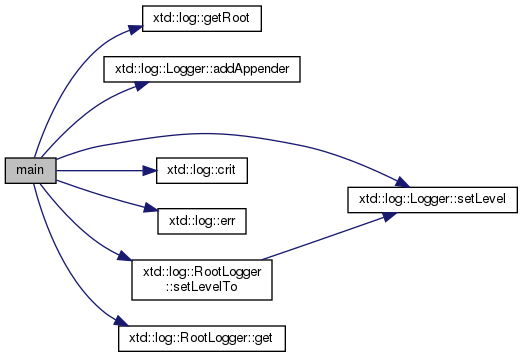 xtd::log::getRoot
xtd::log::Logger::addAppender
main
xtd::log::crit
xtd::log::Logger::setLevel
xtd::log::err
xtd::log::RootLogger
::setLevelTo
xtd::log::RootLogger::get